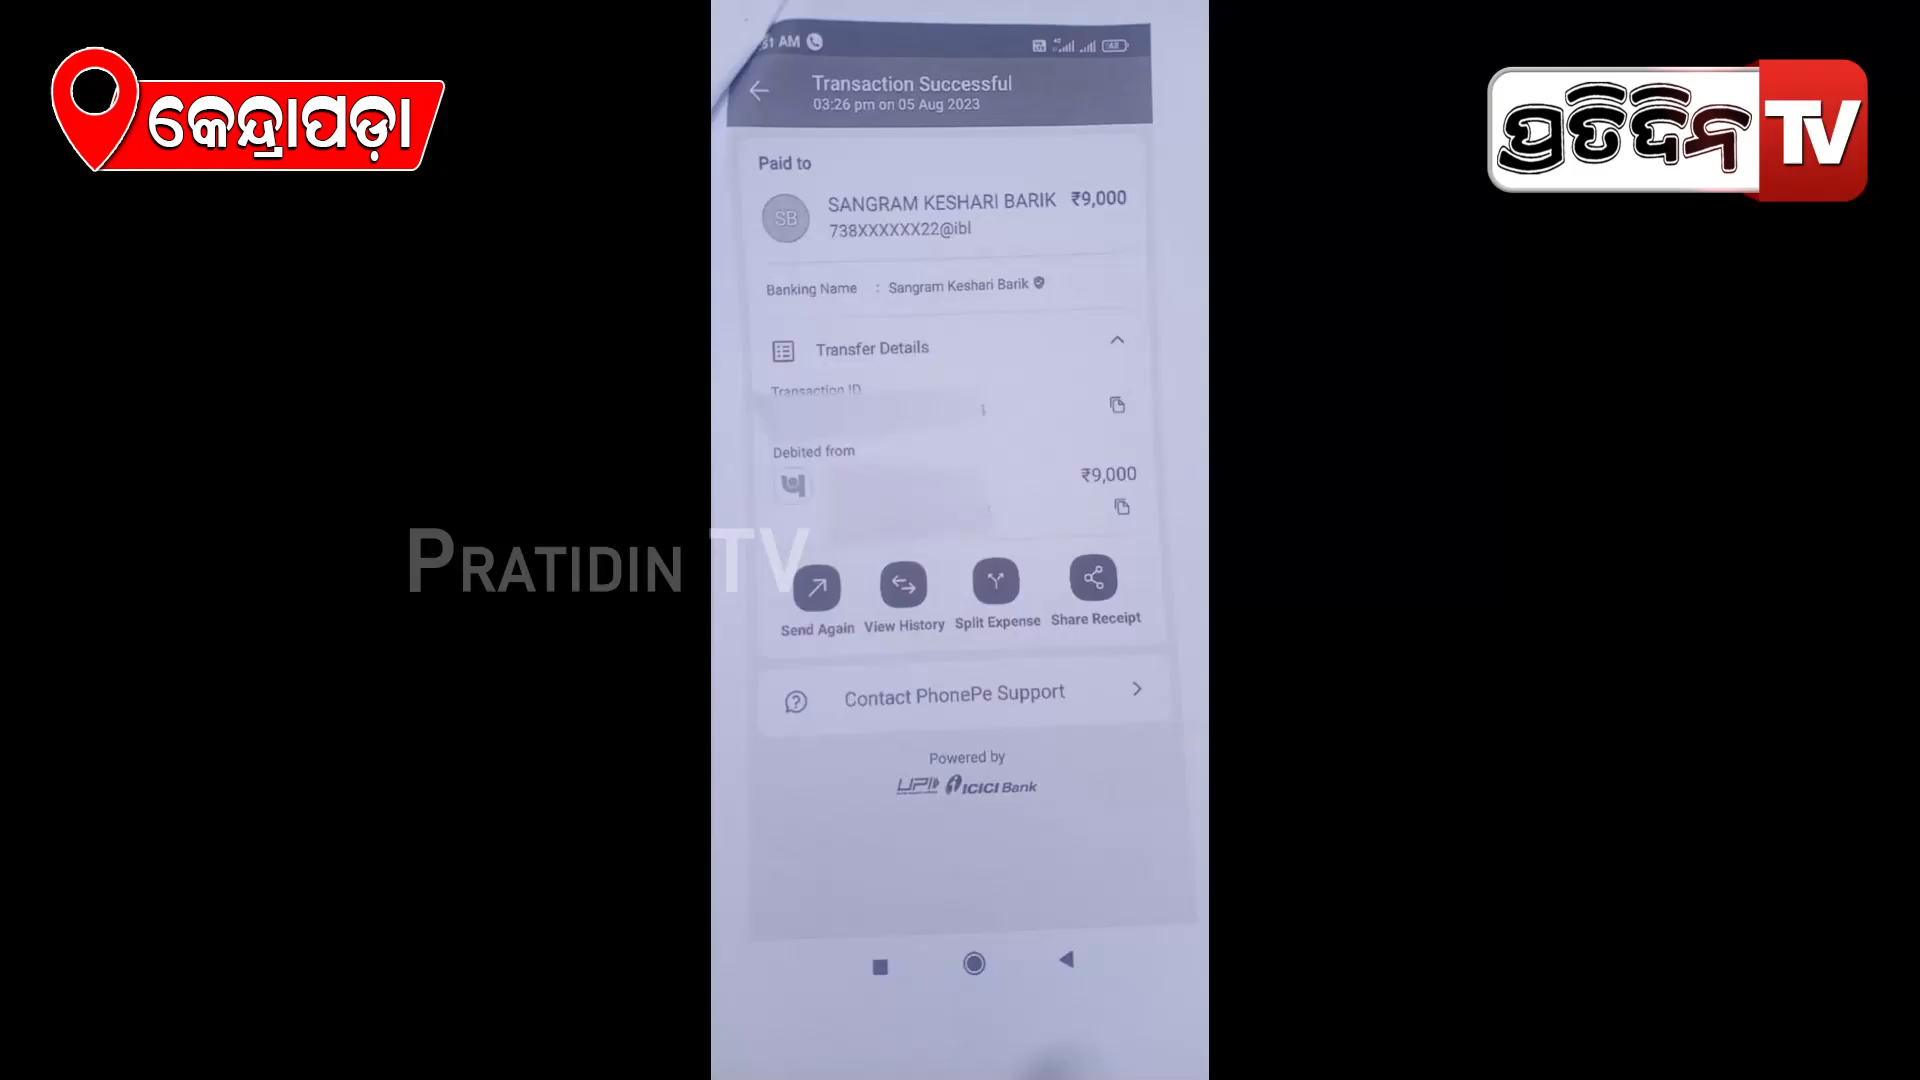 କେନ୍ଦ୍ରାପଡ଼ା
ପ୍ରତିଦିନ TV
51 AM
Transaction Successful
03:26 pm on 05 Aug 2023
Paid to
SB
SANGRAM KESHARI BARIK ₹9,000
738XXXXXX22@ibl
Banking Name : Sangram Keshari Barik
Transfer Details
Transaction ID
Debited from
₹9,000
PRATIDIN TV
Send Again View History Split Expense Share Receipt
Contact PhonePe Support
Powered by
UPI ICICI Bank